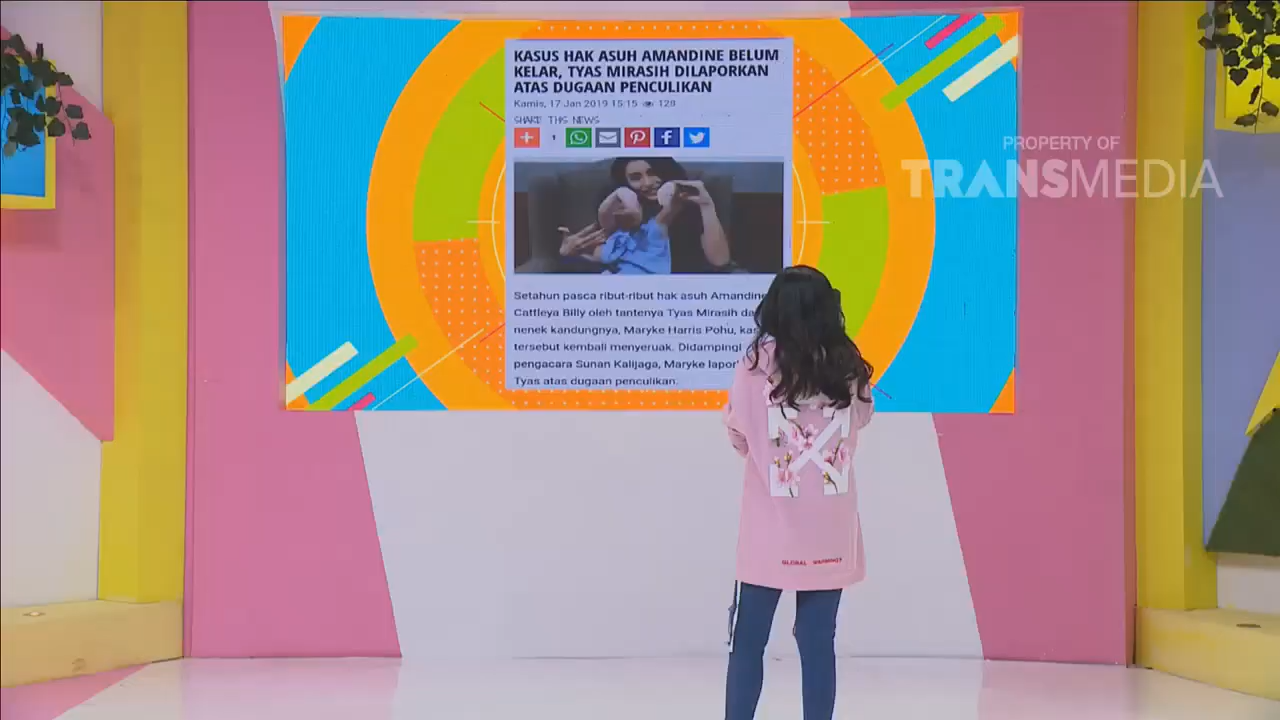 KASUS HAK ASUH AMANDINE BELUM
KELAR, TYAS MIRASIH DILAPORKAN
ATAS DUGAAN PENCULIKAN
Kamis, 17 Jan 2019 15:15 128
SHARE THIS NEWS
1
PROPERTY OF
TRANSMEDIA
Setahun pasca ribut-ribut hak asuh Amandine
Cattleya Billy oleh tantenya Tyas Mirasih
nenek kandungnya, Maryke Harris Pohu,
tersebut kembali menyeruak. Didampingi
pengacara Sunan Kalijaga, Maryke
Tyas atas dugaan penculikan.
GLOBAL